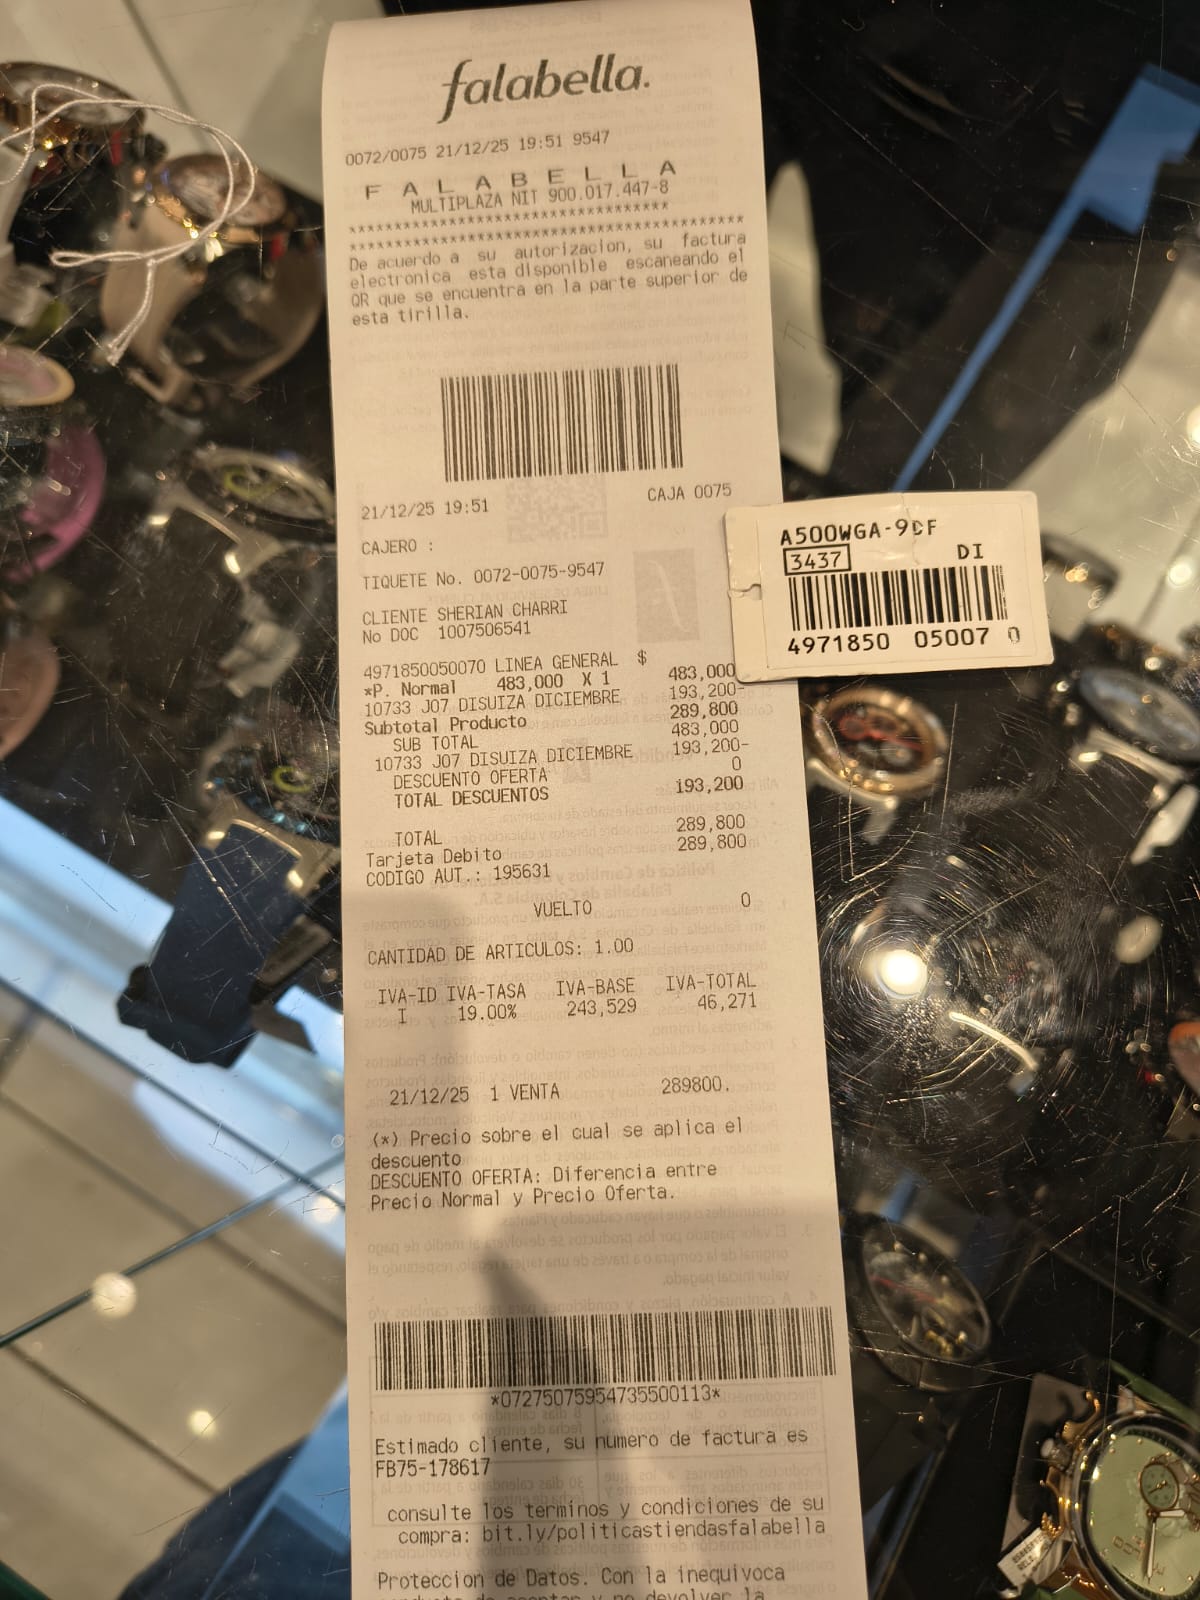 falabella.
0072/0075 21/12/25 19:51 9547
F A L A B E L L A
MULTIPLAZA NIT 900.017.447-8
De acuerdo a su autorizacion, su factura
electronica esta disponible escaneando el
QR que se encuentra en la parte superior de
esta tirilla.
21/12/25 19:51 CAJA 0075
CAJERO :
TIQUETE No. 0072-0075-9547
CLIENTE SHERIAN CHARRI
No DOC 1007506541
4971850050070 LINEA GENERAL $ 483,000
*P. Normal 483,000 X 1
10733 J07 DISUIZA DICIEMBRE 193,200-
Subtotal Producto 289,800
SUB TOTAL 483,000
10733 J07 DISUIZA DICIEMBRE 193,200-
DESCUENTO OFERTA 0
TOTAL DESCUENTOS 193,200
TOTAL 289,800
Tarjeta Debito 289,800
CODIGO AUT.: 195631
VUELTO 0
CANTIDAD DE ARTICULOS: 1.00
IVA-ID IVA-TASA IVA-BASE IVA-TOTAL
I 19.00% 243,529 46,271
21/12/25 1 VENTA 289800.
(*) Precio sobre el cual se aplica el
descuento
DESCUENTO OFERTA: Diferencia entre
Precio Normal y Precio Oferta.
*07275075954735500113*
Estimado cliente, su numero de factura es
FB75-178617
consulte los terminos y condiciones de su
compra: bit.ly/politicastiendasfalabella
Proteccion de Datos. Con la inequivoca
conducta de aceptar y no devolver la
A500WGA-9DF
3437 DI
4971850 05007 0